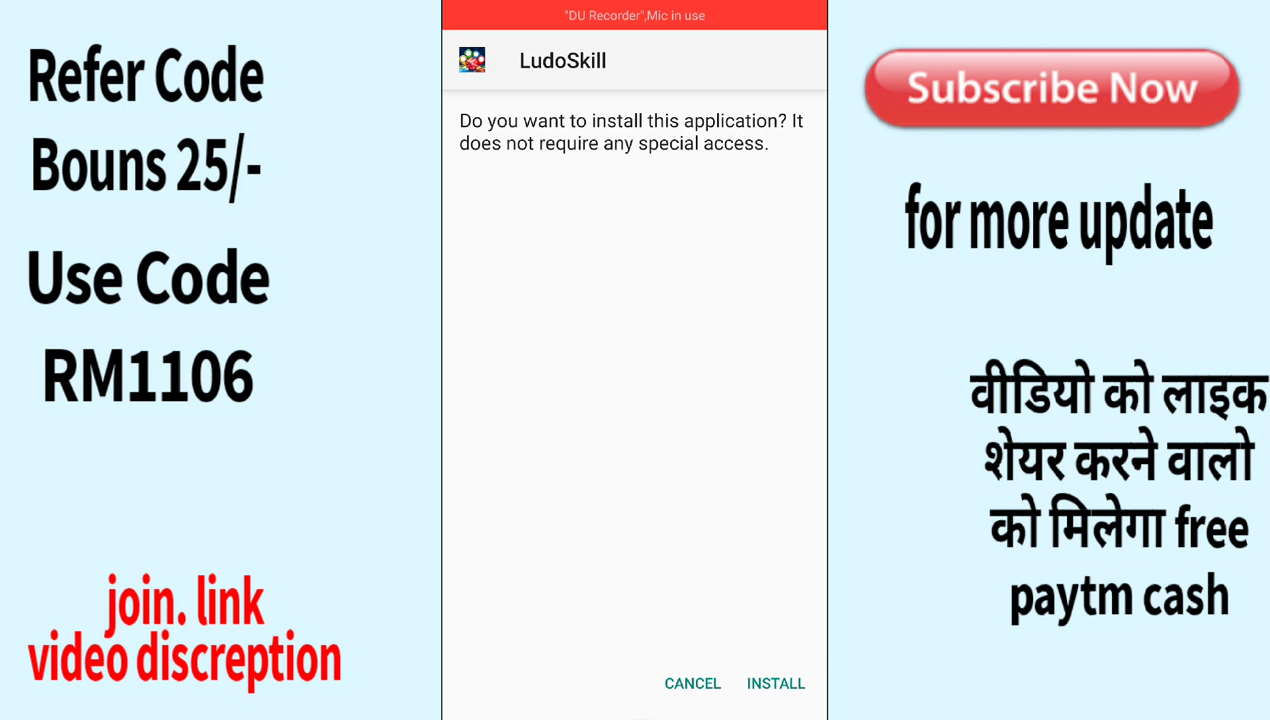 Refer Code
Bouns 25/-
Use Code
RM1106
join. link
video discreption
"DU Recorder",Mic in use
LudoSkill
Do you want to install this application? It
does not require any special access.
CANCEL INSTALL
Subscribe Now
for more update
वीडियो को लाइक
शेयर करने वालो
को मिलेगा free
paytm cash